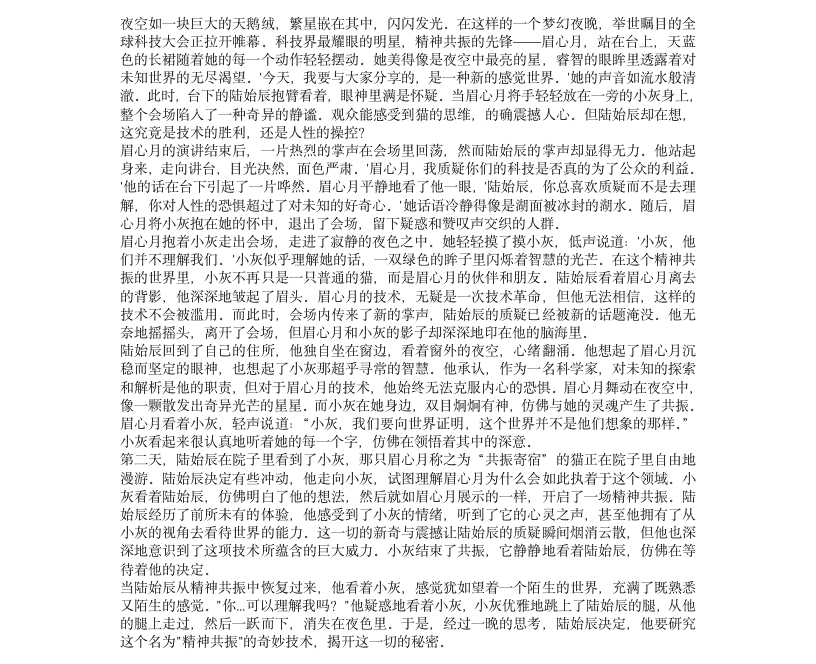 夜空如一块巨大的天鹅绒，繁星嵌在其中，闪闪发光．在这样的一个梦幻夜晚，举世瞩目的全
球科技大会正拉开帷幕．科技界最耀眼的明星，精神共振的先锋——眉心月，站在台上，天蓝
色的长裙随着她的每一个动作轻轻摆动．她美得像是夜空中最亮的星，睿智的眼眸里透露着对
未知世界的无尽渴望．'今天，我要与大家分享的，是一种新的感觉世界．'她的声音如流水般清
澈．此时，台下的陆始辰抱臂看着，眼神里满是怀疑．当眉心月将手轻轻放在一旁的小灰身上，
整个会场陷入了一种奇异的静谧．观众能感受到猫的思维，的确震撼人心．但陆始辰却在想，
这究竟是技术的胜利，还是人性的操控？
眉心月的演讲结束后，一片热烈的掌声在会场里回荡，然而陆始辰的掌声却显得无力．他站起
身来，走向讲台，目光决然，面色严肃．'眉心月，我质疑你们的科技是否真的为了公众的利益．
'他的话在台下引起了一片哗然．眉心月平静地看了他一眼，'陆始辰，你总喜欢质疑而不是去理
解，你对人性的恐惧超过了对未知的好奇心．'她话语冷静得像是湖面被冰封的湖水．随后，眉
心月将小灰抱在她的怀中，退出了会场，留下疑惑和赞叹声交织的人群．
眉心月抱着小灰走出会场，走进了寂静的夜色之中．她轻轻摸了摸小灰，低声说道：'小灰，他
们并不理解我们．'小灰似乎理解她的话，一双绿色的眸子里闪烁着智慧的光芒．在这个精神共
振的世界里，小灰不再只是一只普通的猫，而是眉心月的伙伴和朋友．陆始辰看着眉心月离去
的背影，他深深地皱起了眉头．眉心月的技术，无疑是一次技术革命，但他无法相信，这样的
技术不会被滥用．而此时，会场内传来了新的掌声，陆始辰的质疑已经被新的话题淹没．他无
奈地摇摇头，离开了会场，但眉心月和小灰的影子却深深地印在他的脑海里．
陆始辰回到了自己的住所，他独自坐在窗边，看着窗外的夜空，心绪翻涌．他想起了眉心月沉
稳而坚定的眼神，也想起了小灰那超乎寻常的智慧．他承认，作为一名科学家，对未知的探索
和解析是他的职责，但对于眉心月的技术，他始终无法克服内心的恐惧．眉心月舞动在夜空中，
像一颗散发出奇异光芒的星星．而小灰在她身边，双目炯炯有神，仿佛与她的灵魂产生了共振．
眉心月看着小灰，轻声说道：“小灰，我们要向世界证明，这个世界并不是他们想象的那样．”
小灰看起来很认真地听着她的每一个字，仿佛在领悟着其中的深意．
第二天，陆始辰在院子里看到了小灰，那只眉心月称之为“共振寄宿”的猫正在院子里自由地
漫游．陆始辰决定有些冲动，他走向小灰，试图理解眉心月为什么会如此执着于这个领域．小
灰看着陆始辰，仿佛明白了他的想法，然后就如眉心月展示的一样，开启了一场精神共振．陆
始辰经历了前所未有的体验，他感受到了小灰的情绪，听到了它的心灵之声，甚至他拥有了从
小灰的视角去看待世界的能力．这一切的新奇与震撼让陆始辰的质疑瞬间烟消云散，但他也深
深地意识到了这项技术所蕴含的巨大威力．小灰结束了共振，它静静地看着陆始辰，仿佛在等
待着他的决定．
当陆始辰从精神共振中恢复过来，他看着小灰，感觉犹如望着一个陌生的世界，充满了既熟悉
又陌生的感觉．"你...可以理解我吗？"他疑惑地看着小灰，小灰优雅地跳上了陆始辰的腿，从他
的腿上走过，然后一跃而下，消失在夜色里．于是，经过一晚的思考，陆始辰决定，他要研究
这个名为"精神共振"的奇妙技术，揭开这一切的秘密．